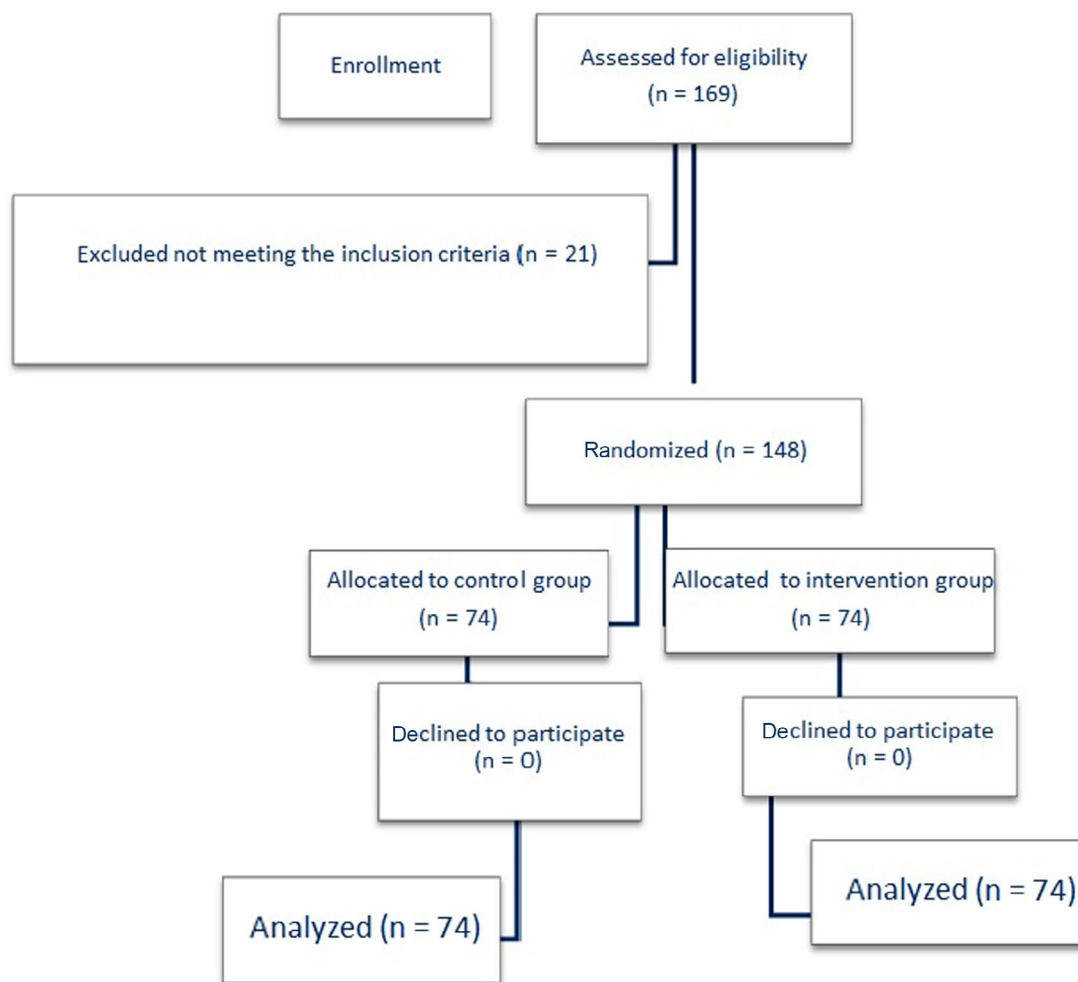 Enrollment
Assessed for eligibility
(n = 169)
Excluded not meeting the inclusion criteria (n = 21)
Randomized (n = 148)
Allocated to control group
(n = 74)
Allocated  to intervention group
(n = 74)
Declined to participate
(n = 0)
Declined to participate
(n = 0)
Analyzed (n = 74)
Analyzed (n = 74)